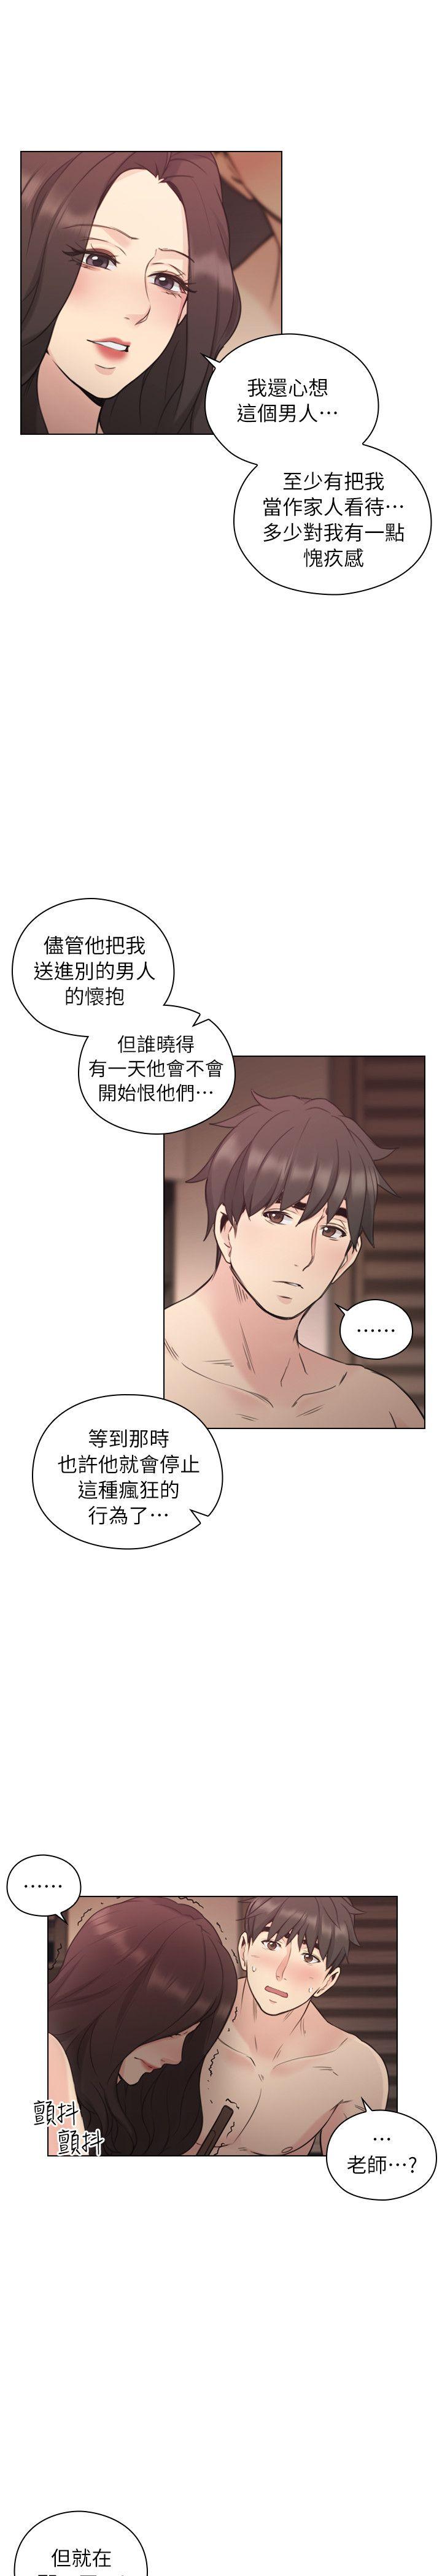 我還心想
這個男人…
至少有把我
當作家人看待…
多少對我有一點
愧疚感
儘管他把我
送進別的男人
的懷抱
但誰曉得
有一天他會不會
開始恨他們…
……
等到那時
也許他就會停止
這種瘋狂的
行為了…
……
顫抖
顫抖
…
老師…?
但就在